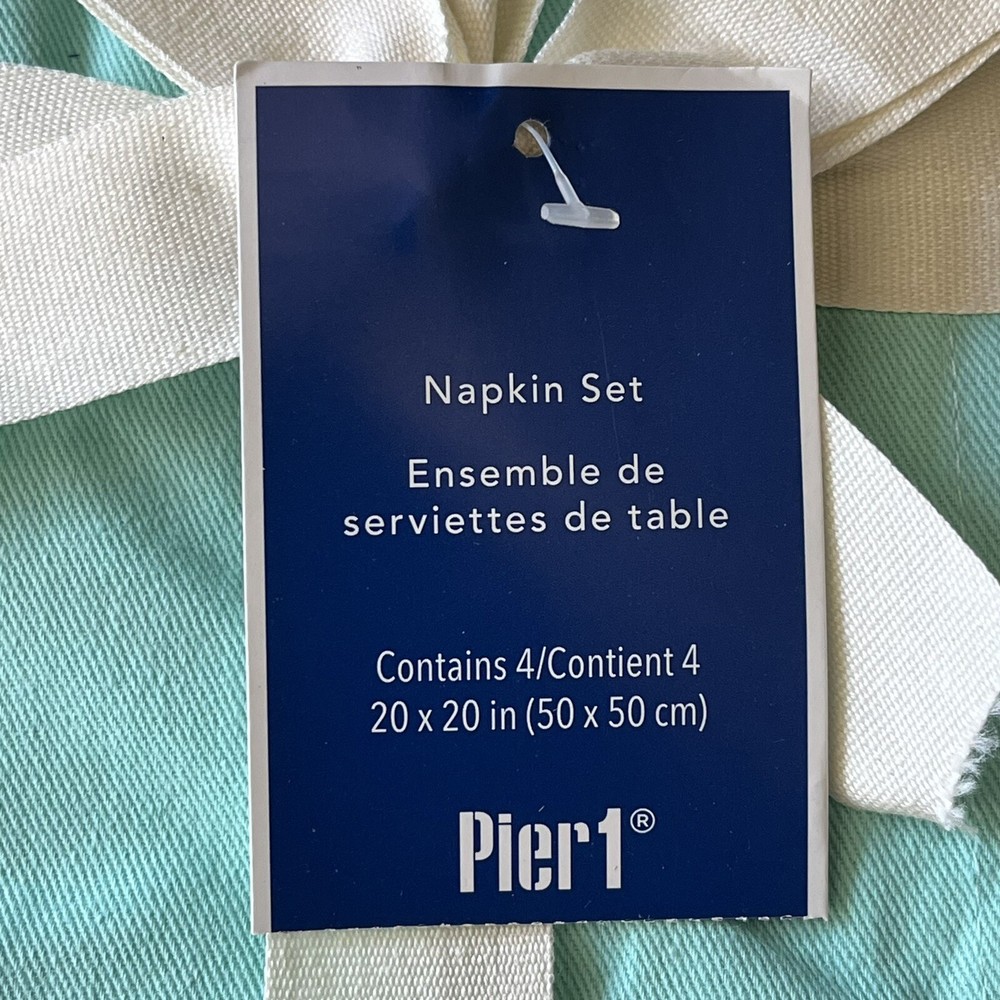 Napkin Set
Ensemble de
serviettes de table
Contains 4/Contient 4
20 x 20 in (50 x 50 cm)
Pier1®